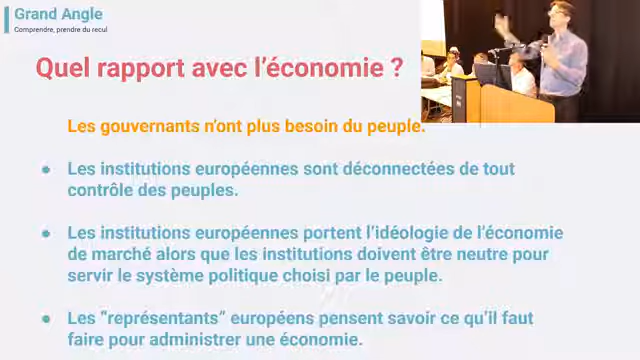 Grand Angle
Comprendre, prendre du recul
Quel rapport avec l’économie ?
Les gouvernants n’ont plus besoin du peuple.
● Les institutions européennes sont déconnectées de tout
contrôle des peuples.
● Les institutions européennes portent l’idéologie de l’économie
de marché alors que les institutions doivent être neutre pour
servir le système politique choisi par le peuple.
● Les “représentants” européens pensent savoir ce qu’il faut
faire pour administrer une économie.